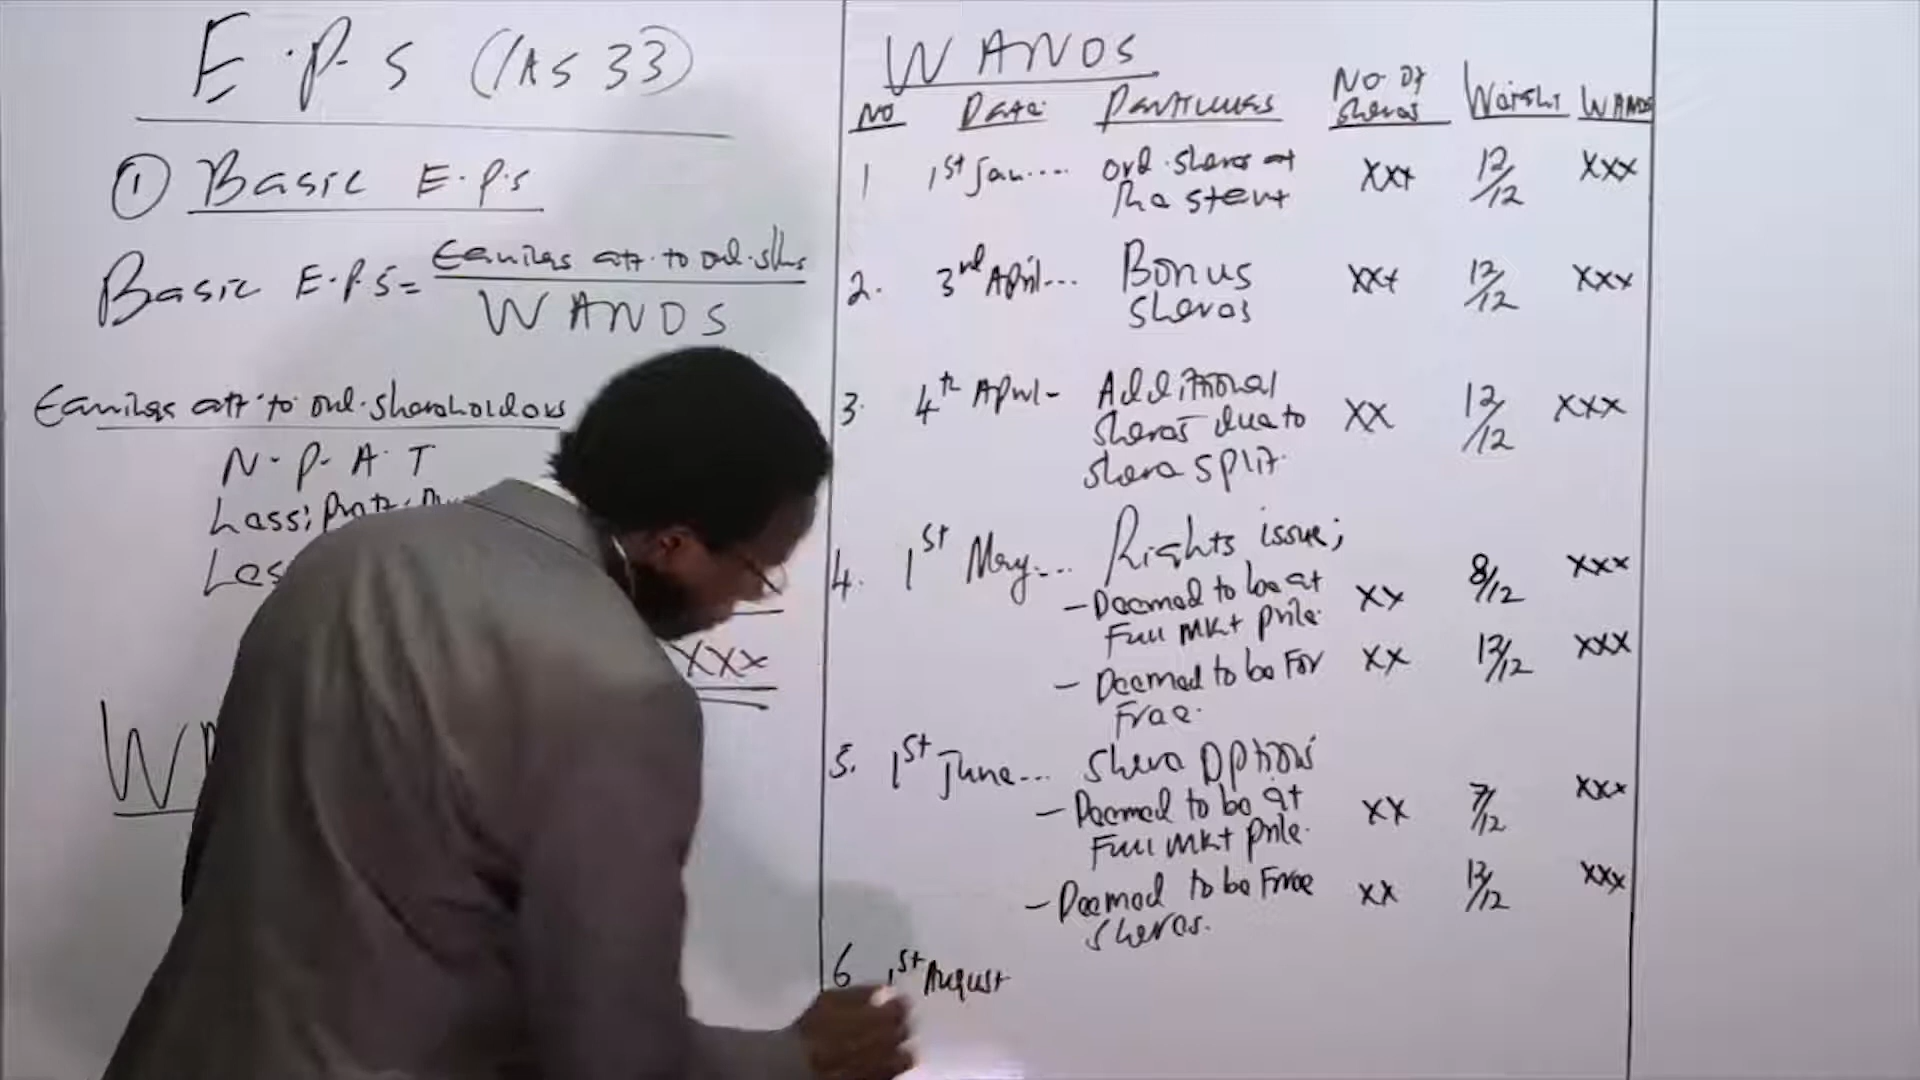 E.P.S (IAS 33)
① Basic E.P.S
Basic E.P.S = Earnings att. to ord. shs
WANDS
Earnings att. to ord. shareholders
N.P.A.T
Less;
Les
xxx
WANDS
No Date Particulars No of shares Weight WANDS
1 1st Jan.... ord. shares at the start xxx 12/12 xxx
2. 3rd April... Bonus shares xxx 12/12 xxx
3. 4th April- Additional shares due to share split. xx 12/12 xxx
4. 1st May... Rights issue;
- Deemed to be at Full Mkt price. xx 8/12 xxx
- Deemed to be for Free. xx 12/12 xxx
5. 1st June... Share Options
- Deemed to be at Full Mkt price. xx 7/12 xxx
- Deemed to be Free shares. xx 12/12 xxx
6 1st August